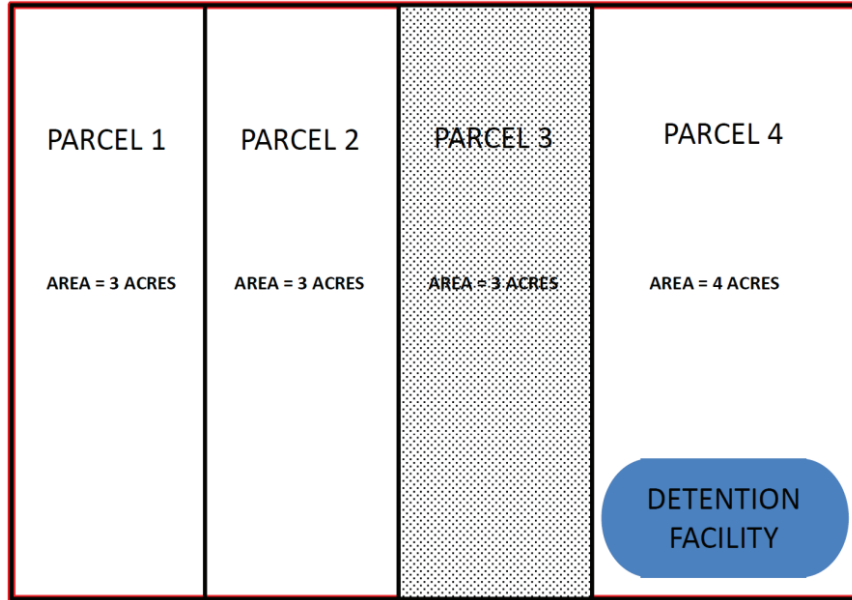 PARCEL 1
PARCEL 2
PARCEL 3
PARCEL 4
AREA = 3 ACRES
AREA = 3 ACRES
AREA = 3 ACRES
AREA = 4 ACRES
DETENTION
FACILITY